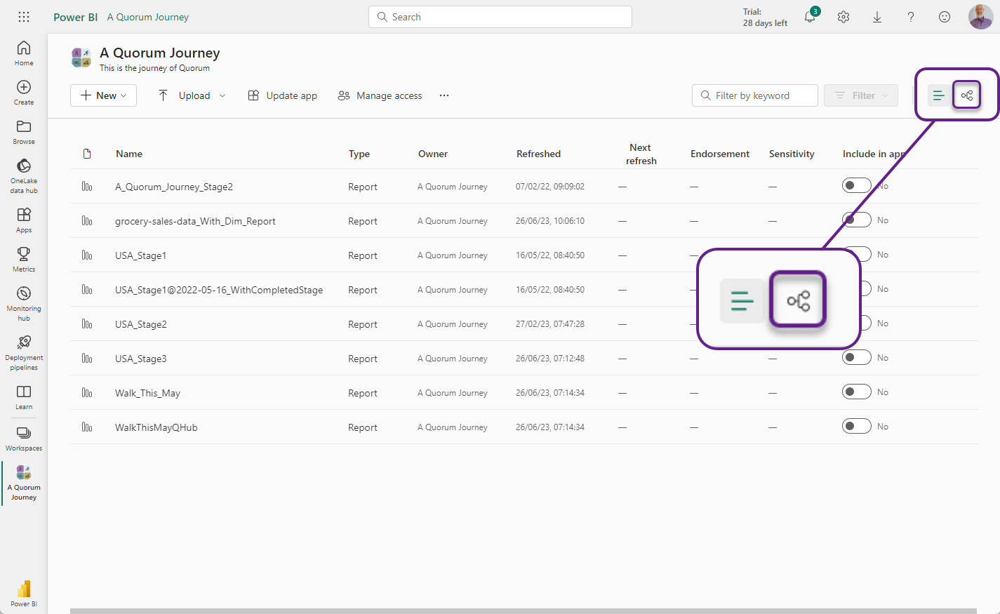 Power BI A Quorum Journey
Search
Trial:
28 days left
3
Home
Create
Browse
OneLake
data hub
Apps
Metrics
Monitoring
hub
Deployment
pipelines
Learn
Workspaces
A Quorum
Journey
Power BI
A Quorum Journey
This is the journey of Quorum
New Upload Update app Manage access ... Filter by keyword Filter
Name Type Owner Refreshed Next refresh Endorsement Sensitivity Include in app
A_Quorum_Journey_Stage2 Report A Quorum Journey 07/02/22, 09:09:02 — — — No
grocery-sales-data_With_Dim_Report Report A Quorum Journey 26/06/23, 10:06:10 — — — No
USA_Stage1 Report A Quorum Journey 16/05/22, 08:40:50 — — No
USA_Stage1@2022-05-16_WithCompletedStage Report A Quorum Journey 16/05/22, 08:40:50 — — No
USA_Stage2 Report A Quorum Journey 27/02/23, 07:47:28 — — No
USA_Stage3 Report A Quorum Journey 26/06/23, 07:12:48 — — — No
Walk_This_May Report A Quorum Journey 26/06/23, 07:14:34 — — — No
WalkThisMayQHub Report A Quorum Journey 26/06/23, 07:14:34 — — — No